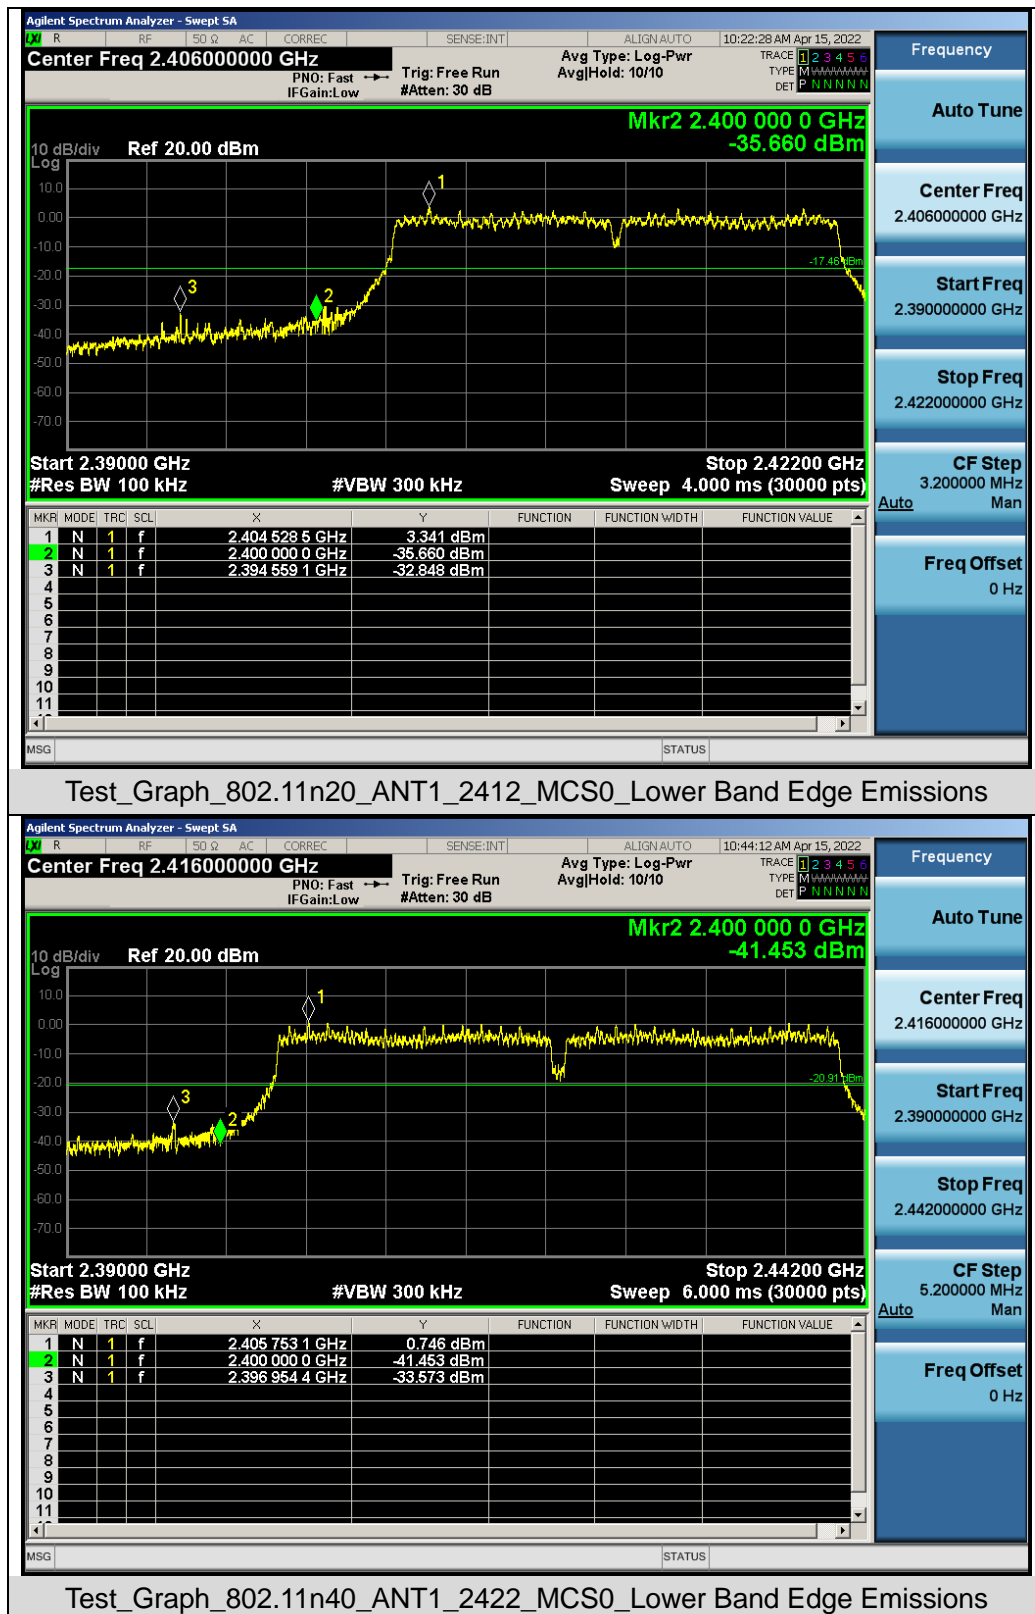 Agilent Spectrum Analyzer - Swept SA
LXI R RF 50 Ω AC CORREC SENSE:INT ALIGN AUTO 10:22:28 AM Apr 15, 2022
Center Freq 2.406000000 GHz
PNO: Fast
IFGain:Low
Trig: Free Run
#Atten: 30 dB
Avg Type: Log-Pwr
Avg|Hold: 10/10
TRACE 1 2 3 4 5 6
TYPE M WWWWW
DET P N N N N N
Mkr2 2.400 000 0 GHz
-35.660 dBm
10 dB/div Ref 20.00 dBm
Log
10.0
0.00
-10.0
-20.0
-30.0
-40.0
-50.0
-60.0
-70.0
1
2
3
-17.46 dBm
Start 2.39000 GHz Stop 2.42200 GHz
#Res BW 100 kHz #VBW 300 kHz Sweep 4.000 ms (30000 pts)
MKR MODE TRC SCL X Y FUNCTION FUNCTION WIDTH FUNCTION VALUE
1 N 1 f 2.404 528 5 GHz 3.341 dBm
2 N 1 f 2.400 000 0 GHz -35.660 dBm
3 N 1 f 2.394 559 1 GHz -32.848 dBm
4
5
6
7
8
9
10
11
MSG STATUS
Frequency
Auto Tune
Center Freq
2.406000000 GHz
Start Freq
2.390000000 GHz
Stop Freq
2.422000000 GHz
CF Step
3.200000 MHz
Auto Man
Freq Offset
0 Hz
Test_Graph_802.11n20_ANT1_2412_MCS0_Lower Band Edge Emissions
Agilent Spectrum Analyzer - Swept SA
LXI R RF 50 Ω AC CORREC SENSE:INT ALIGN AUTO 10:44:12 AM Apr 15, 2022
Center Freq 2.416000000 GHz
PNO: Fast
IFGain:Low
Trig: Free Run
#Atten: 30 dB
Avg Type: Log-Pwr
Avg|Hold: 10/10
TRACE 1 2 3 4 5 6
TYPE M WWWWW
DET P N N N N N
Mkr2 2.400 000 0 GHz
-41.453 dBm
10 dB/div Ref 20.00 dBm
Log
10.0
0.00
-10.0
-20.0
-30.0
-40.0
-50.0
-60.0
-70.0
1
2
3
-20.91 dBm
Start 2.39000 GHz Stop 2.44200 GHz
#Res BW 100 kHz #VBW 300 kHz Sweep 6.000 ms (30000 pts)
MKR MODE TRC SCL X Y FUNCTION FUNCTION WIDTH FUNCTION VALUE
1 N 1 f 2.405 753 1 GHz 0.746 dBm
2 N 1 f 2.400 000 0 GHz -41.453 dBm
3 N 1 f 2.396 954 4 GHz -33.573 dBm
4
5
6
7
8
9
10
11
MSG STATUS
Frequency
Auto Tune
Center Freq
2.416000000 GHz
Start Freq
2.390000000 GHz
Stop Freq
2.442000000 GHz
CF Step
5.200000 MHz
Auto Man
Freq Offset
0 Hz
Test_Graph_802.11n40_ANT1_2422_MCS0_Lower Band Edge Emissions